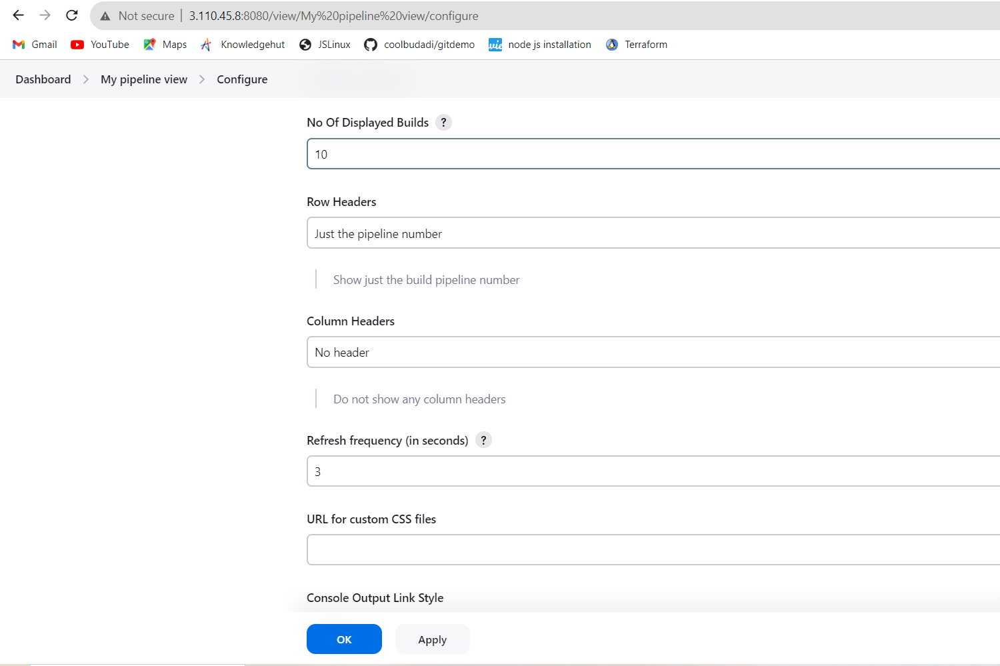 Not secure | 3.110.45.8:8080/view/My%20pipeline%20view/configure
Gmail YouTube Maps Knowledgehut JSLinux coolbudadi/gitdemo vie node js installation Terraform
Dashboard > My pipeline view > Configure
No Of Displayed Builds ?
10
Row Headers
Just the pipeline number
Show just the build pipeline number
Column Headers
No header
Do not show any column headers
Refresh frequency (in seconds) ?
3
URL for custom CSS files
Console Output Link Style
OK Apply